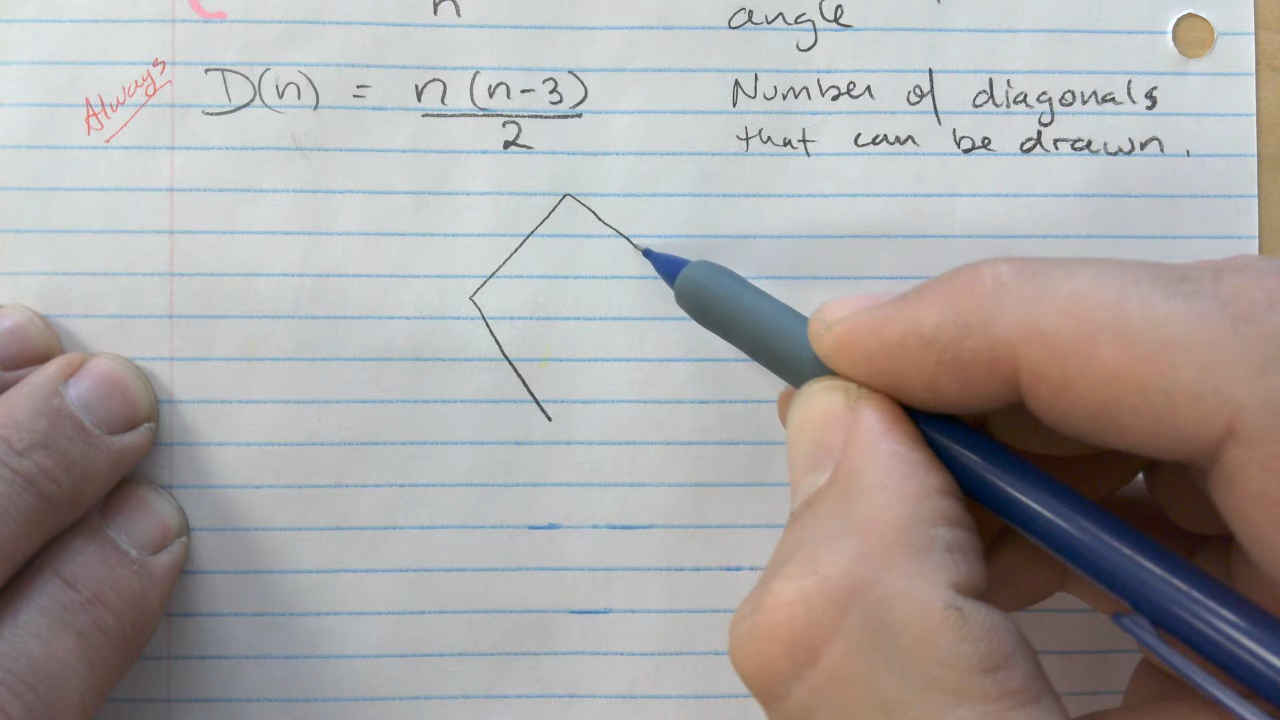 n
angle
Always
D(n) = n(n-3)/2
Number of diagonals
that can be drawn.